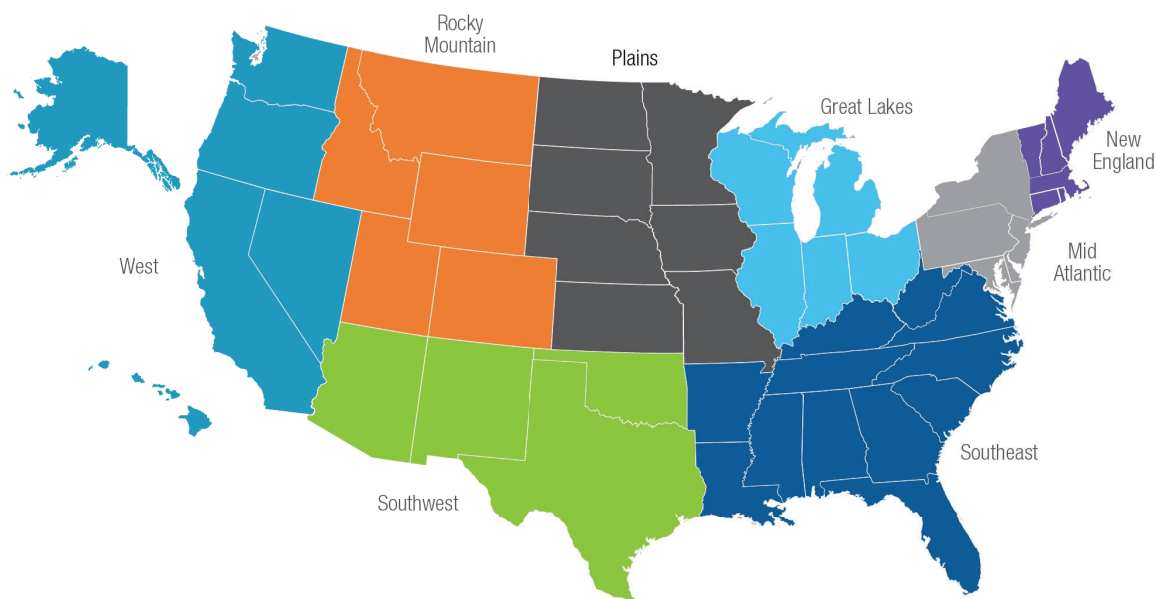 Rocky
Mountain
Plains
Great Lakes
New
England
West
Mid
Atlantic
Southeast
Southwest